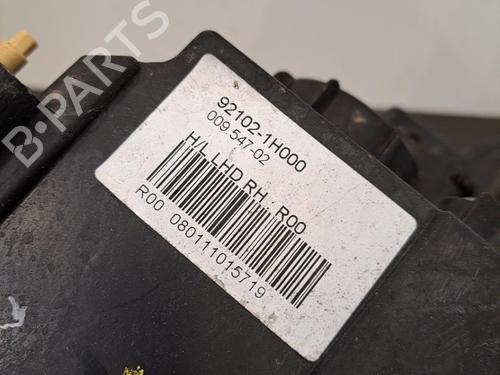 B-PARTS
92102-1H000
009.547-02
H/L LHD RH - R00
R00 080111015719